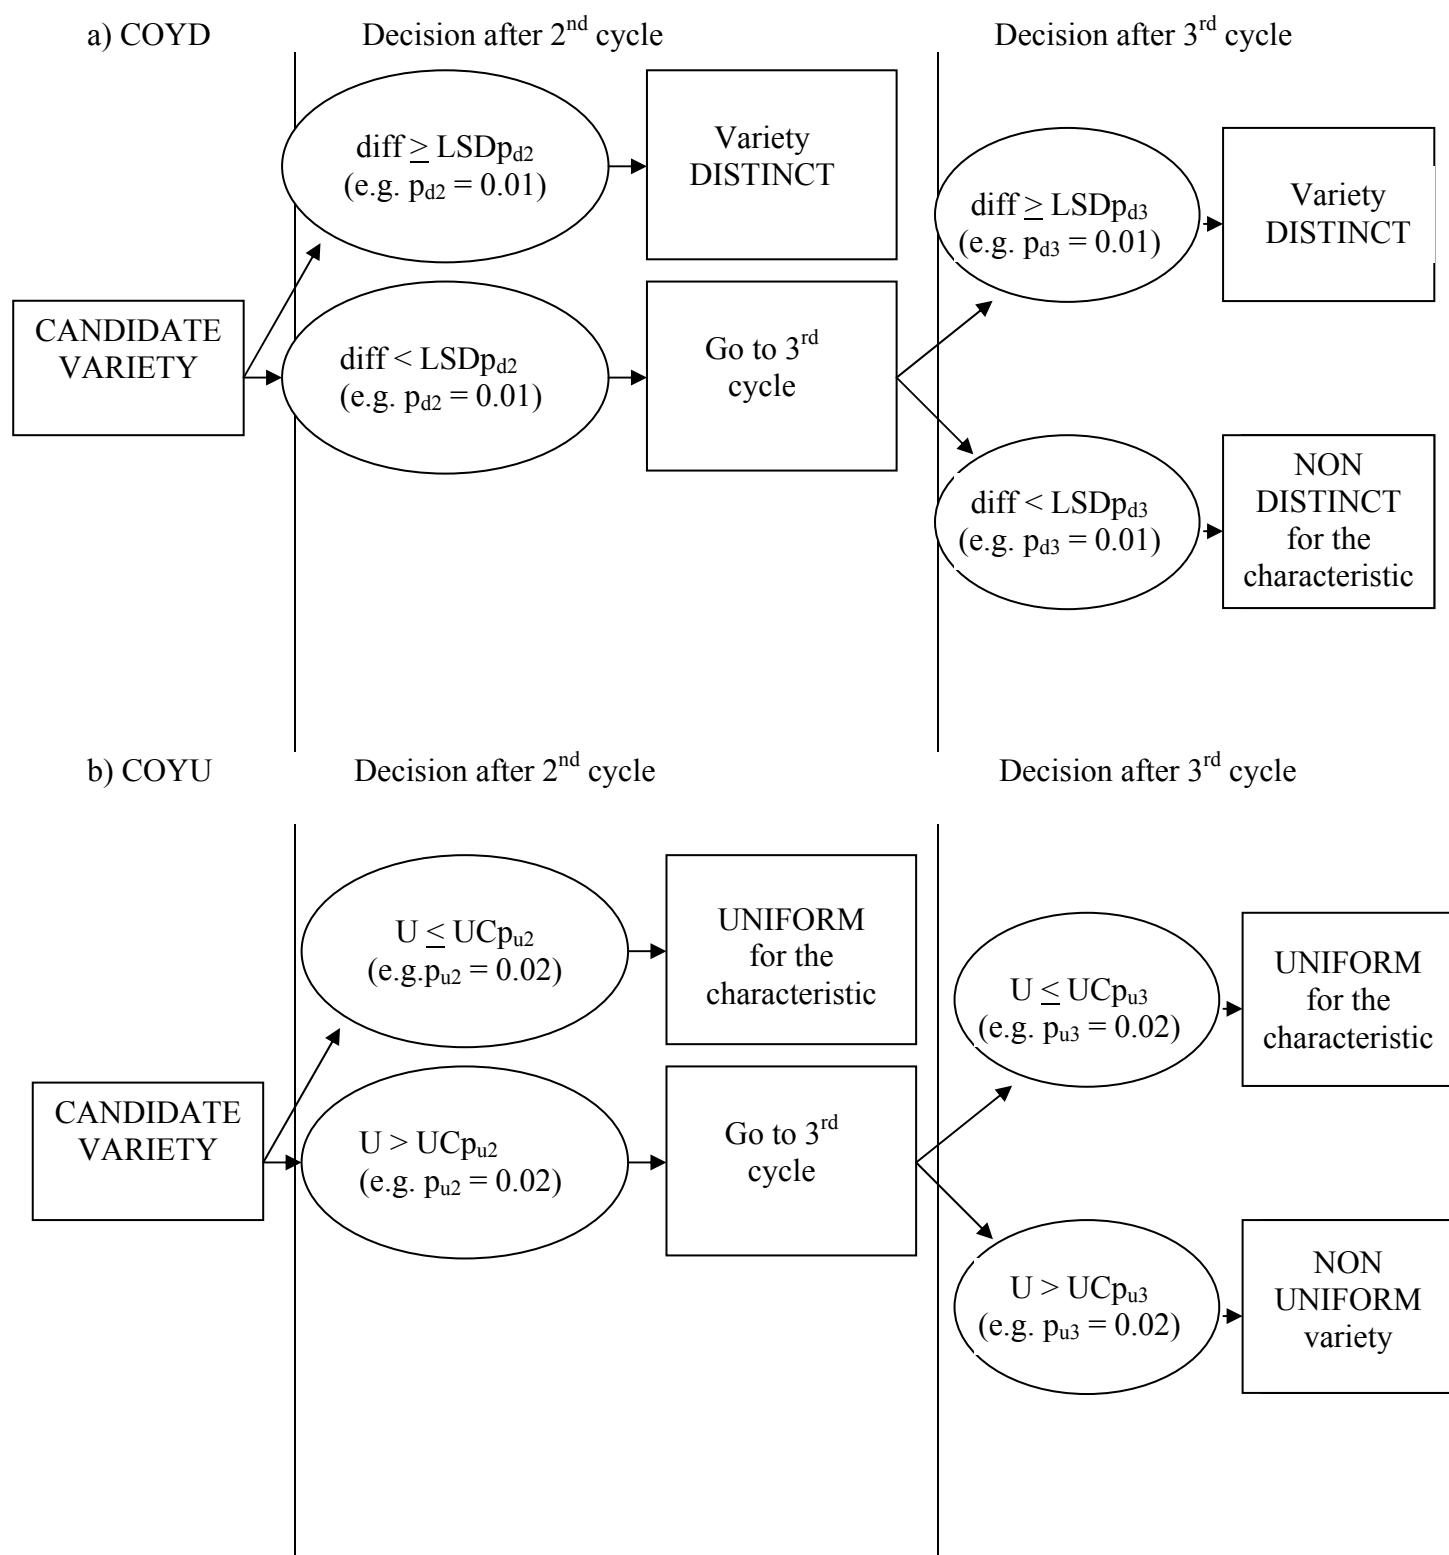 a) COYD
Decision after 2nd cycle
Decision after 3rd cycle
CANDIDATE
VARIETY
diff ≥ LSDpd2
(e.g. pd2 = 0.01)
Variety
DISTINCT
diff < LSDpd2
(e.g. pd2 = 0.01)
Go to 3rd
cycle
diff ≥ LSDpd3
(e.g. pd3 = 0.01)
Variety
DISTINCT
diff < LSDpd3
(e.g. pd3 = 0.01)
NON
DISTINCT
for the
characteristic
b) COYU
Decision after 2nd cycle
Decision after 3rd cycle
CANDIDATE
VARIETY
U ≤ UCpu2
(e.g.pu2 = 0.02)
UNIFORM
for the
characteristic
U > UCpu2
(e.g. pu2 = 0.02)
Go to 3rd
cycle
U ≤ UCpu3
(e.g. pu3 = 0.02)
UNIFORM
for the
characteristic
U > UCpu3
(e.g. pu3 = 0.02)
NON
UNIFORM
variety